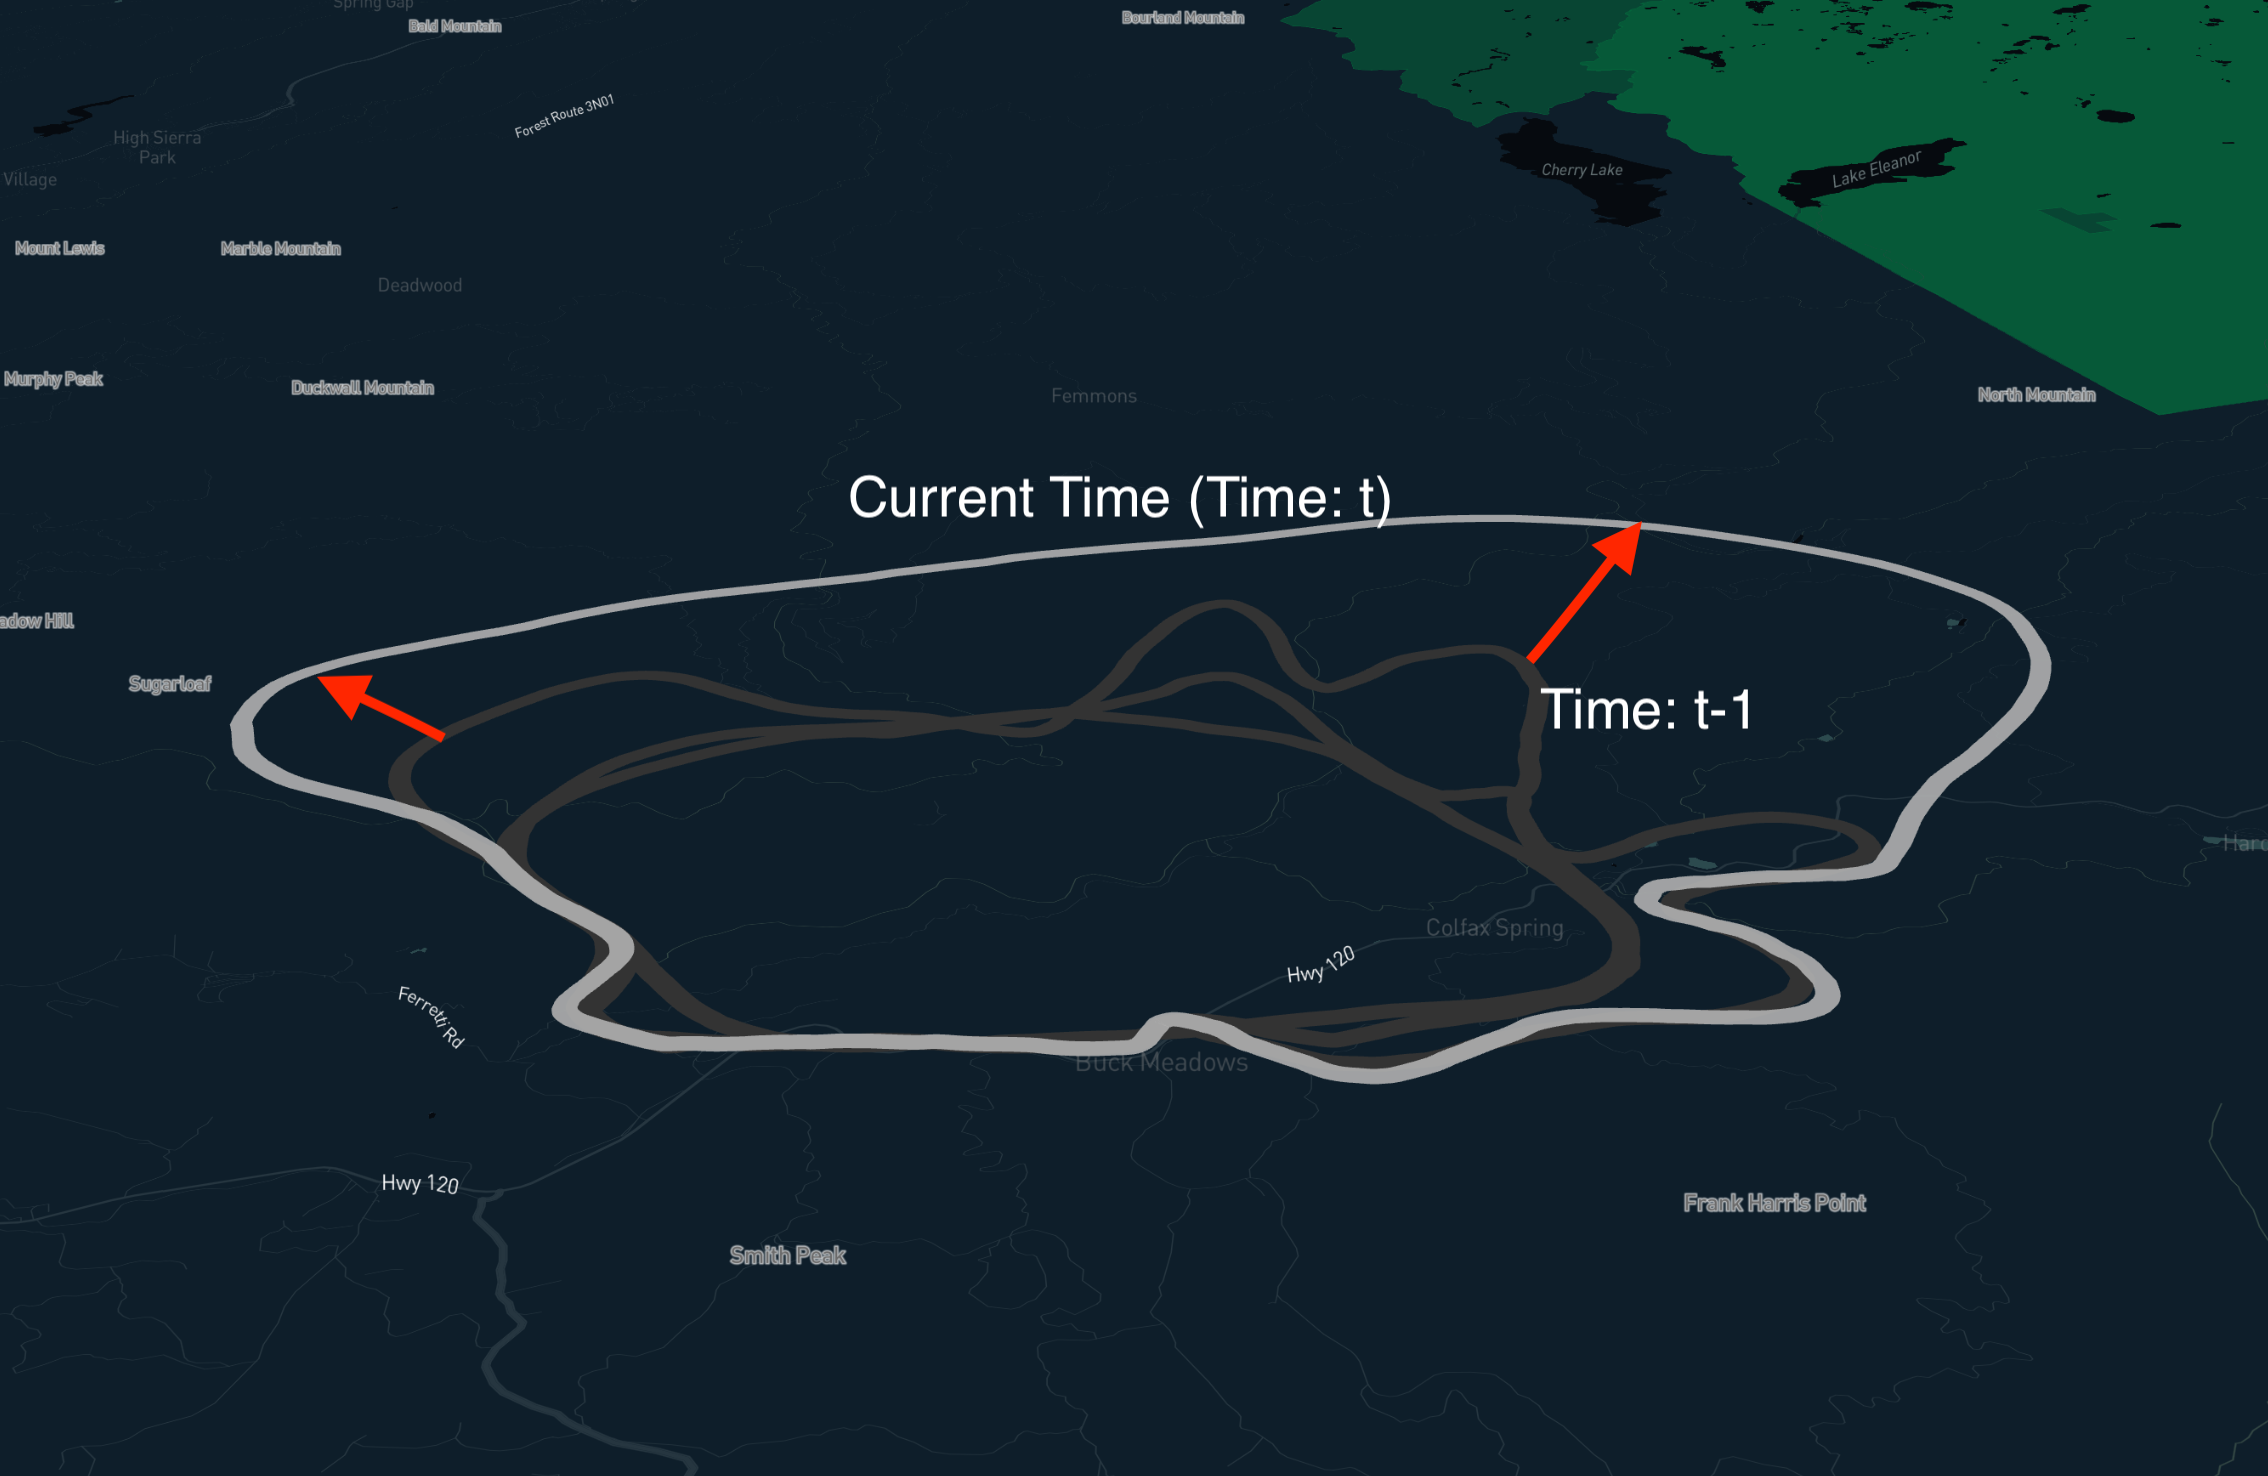 Spring Gap
Bald Mountain
Bourland Mountain
Forest Route 3N01
High Sierra
Park
Village
Cherry Lake
Lake Eleanor
Mount Lewis
Marble Mountain
Deadwood
Murphy Peak
Duckwall Mountain
Femmons
North Mountain
Current Time (Time: t)
adow Hill
Sugarloaf
Time: t-1
Hard
Colfax Spring
Hwy 120
Ferretti Rd
Buck Meadows
Hwy 120
Frank Harris Point
Smith Peak